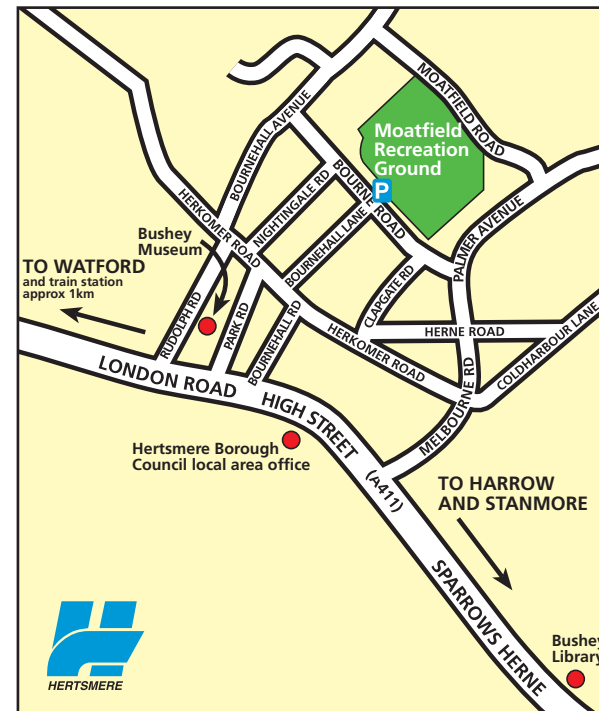 MOATFIELD ROAD
Moatfield
Recreation
Ground
P
BOURNEHALL AVENUE
BOURNE ROAD
NIGHTINGALE RD
HERKOMER ROAD
BOURNEHALL LANE
PALMER AVENUE
Bushey
Museum
TO WATFORD
and train station
approx 1km
CLAPGATE RD
RUDOLPH RD
PARK RD
BOURNEHALL RD
HERKOMER ROAD
HERNE ROAD
COLDHARBOUR LANE
LONDON ROAD
HIGH STREET
MELBOURNE RD
Hertsmere Borough
Council local area office
(A411)
TO HARROW
AND STANMORE
SPARROWS HERNE
Bushey
Library
HERTSMERE